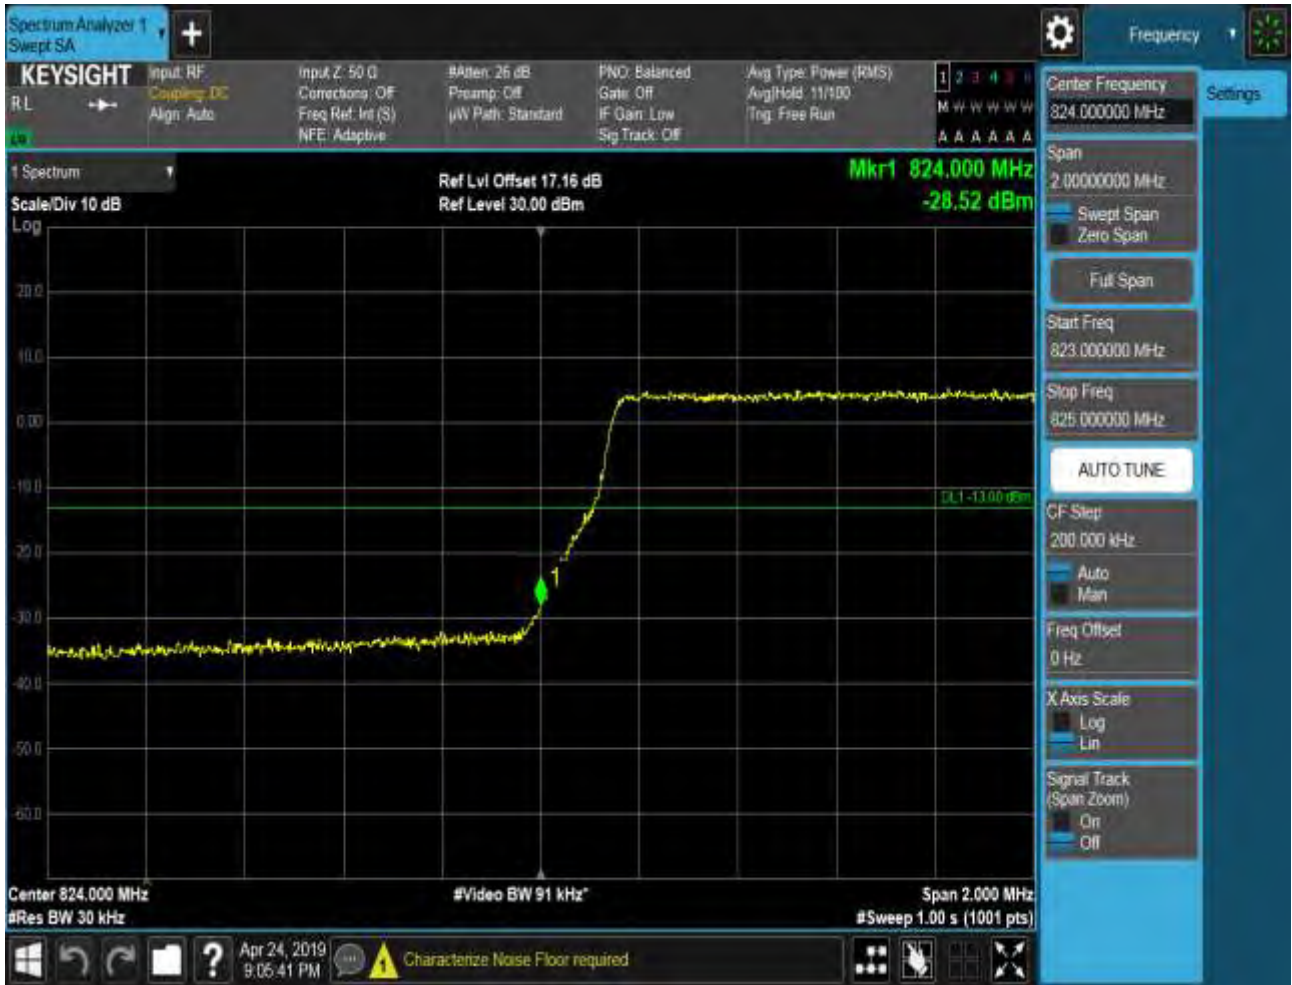 Spectrum Analyzer 1
Swept SA
+
Frequency
KEYSIGHT
RL
Input: RF
Coupling: DC
Align: Auto
Input Z: 50 Ω
Corrections: Off
Freq Ref: Int (S)
NFE: Adaptive
#Atten: 26 dB
Preamp: Off
µW Path: Standard
PNO: Balanced
Gate: Off
IF Gain: Low
Sig Track: Off
Avg Type: Power (RMS)
Avg|Hold: 11/100
Trig: Free Run
1 2 3 4 5 6
M W W W W W
A A A A A A
1 Spectrum
Scale/Div 10 dB
Log
Ref Lvl Offset 17.16 dB
Ref Level 30.00 dBm
Mkr1 824.000 MHz
-28.52 dBm
20.0
10.0
0.00
-10.0
-20.0
-30.0
-40.0
-50.0
-60.0
DL1 -13.00 dBm
1
Center 824.000 MHz
#Res BW 30 kHz
#Video BW 91 kHz*
Span 2.000 MHz
#Sweep 1.00 s (1001 pts)
Center Frequency
824.000000 MHz
Settings
Span
2.00000000 MHz
Swept Span
Zero Span
Full Span
Start Freq
823.000000 MHz
Stop Freq
825.000000 MHz
AUTO TUNE
CF Step
200.000 kHz
Auto
Man
Freq Offset
0 Hz
X Axis Scale
Log
Lin
Signal Track
(Span Zoom)
On
Off
?
Apr 24, 2019
9:05:41 PM
1
Characterize Noise Floor required